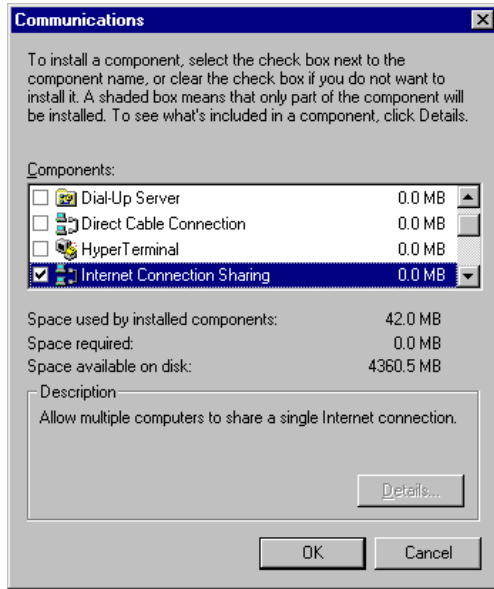 Communications
To install a component, select the check box next to the
component name, or clear the check box if you do not want to
install it. A shaded box means that only part of the component will
be installed. To see what's included in a component, click Details.
Components:
Dial-Up Server 0.0 MB
Direct Cable Connection 0.0 MB
HyperTerminal 0.0 MB
Internet Connection Sharing 0.0 MB
Space used by installed components: 42.0 MB
Space required: 0.0 MB
Space available on disk: 4360.5 MB
Description
Allow multiple computers to share a single Internet connection.
Details...
OK Cancel